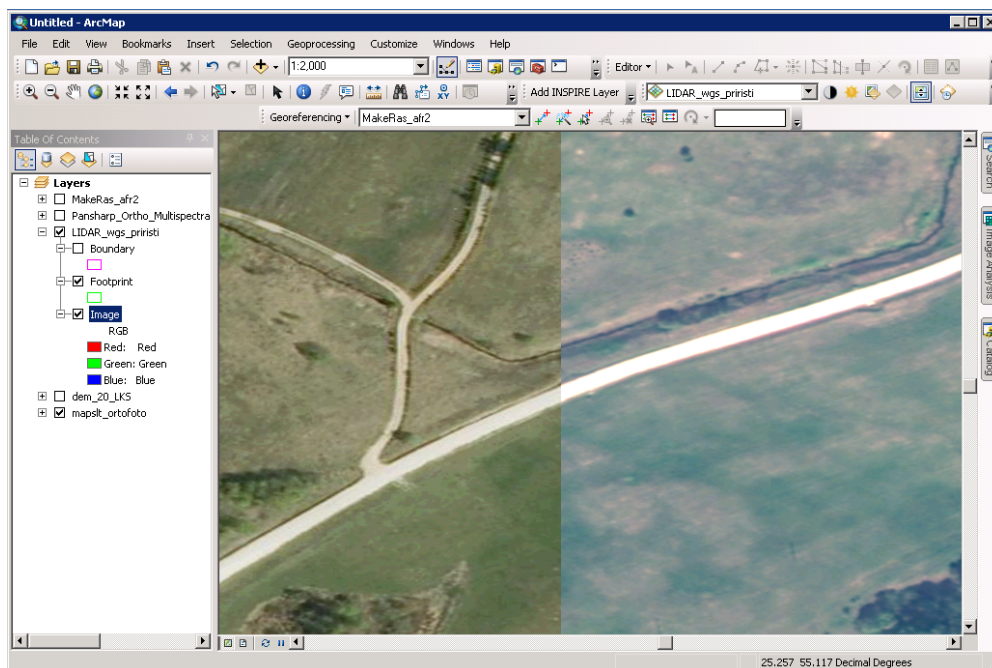 Untitled - ArcMap
File Edit View Bookmarks Insert Selection Geoprocessing Customize Windows Help
1:2,000 Editor
Add INSPIRE Layer LIDAR_wgs_priristi
Georeferencing MakeRas_afr2
Table Of Contents
Layers
MakeRas_afr2
Pansharp_Ortho_Multispectra
LIDAR_wgs_priristi
Boundary
Footprint
Image
RGB
Red: Red
Green: Green
Blue: Blue
dem_20_LKS
mapslt_ortofoto
Search
Image Analysis
Catalog
25.257 55.117 Decimal Degrees